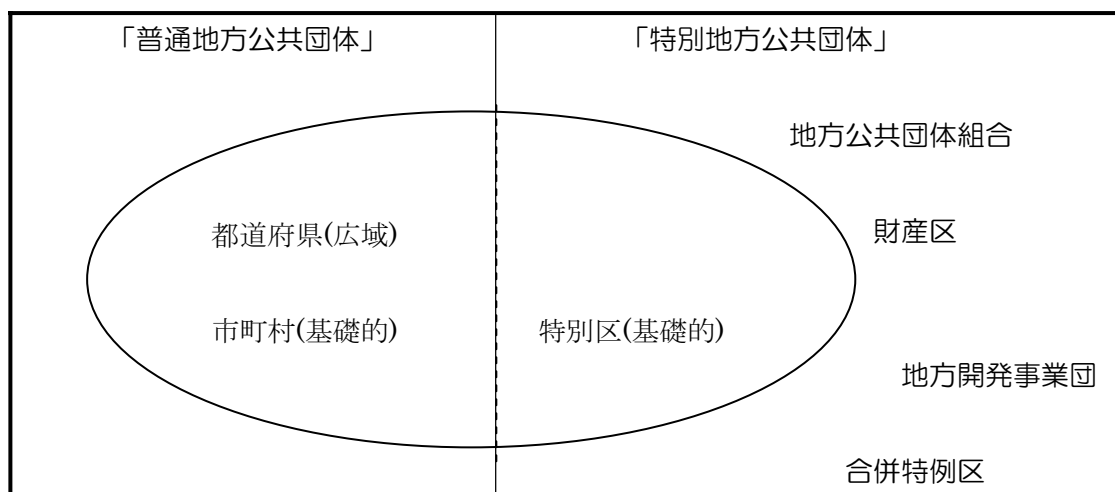 「普通地方公共団体」
「特別地方公共団体」
地方公共団体組合
都道府県(広域)
財産区
市町村(基礎的)
特別区(基礎的)
地方開発事業団
合併特例区